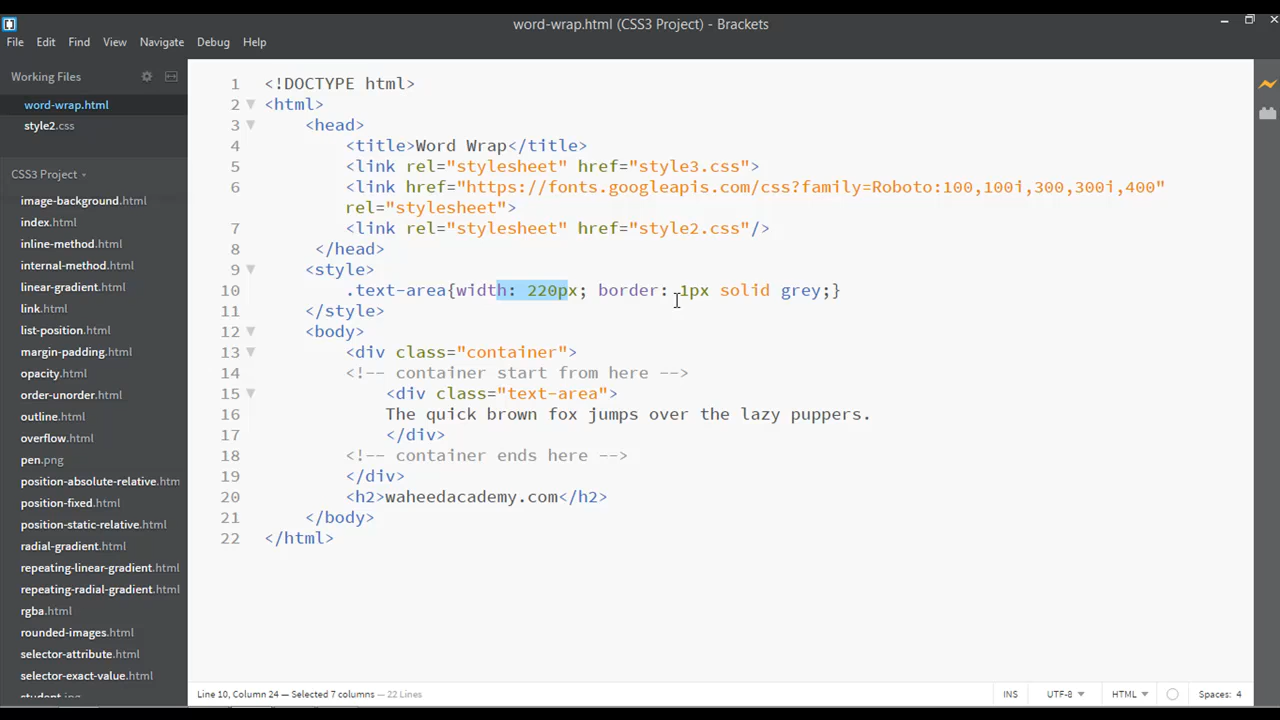 word-wrap.html (CSS3 Project) - Brackets
File Edit Find View Navigate Debug Help
Working Files
word-wrap.html
style2.css
CSS3 Project
image-background.html
index.html
inline-method.html
internal-method.html
linear-gradient.html
link.html
list-position.html
margin-padding.html
opacity.html
order-unorder.html
outline.html
overflow.html
pen.png
position-absolute-relative.htm
position-fixed.html
position-static-relative.html
radial-gradient.html
repeating-linear-gradient.html
repeating-radial-gradient.html
rgba.html
rounded-images.html
selector-attribute.html
selector-exact-value.html
1 <!DOCTYPE html>
2 <html>
3 <head>
4 <title>Word Wrap</title>
5 <link rel="stylesheet" href="style3.css">
6 <link href="https://fonts.googleapis.com/css?family=Roboto:100,100i,300,300i,400"
rel="stylesheet">
7 <link rel="stylesheet" href="style2.css"/>
8 </head>
9 <style>
10 .text-area{width: 220px; border: 1px solid grey;}
11 </style>
12 <body>
13 <div class="container">
14 <!-- container start from here -->
15 <div class="text-area">
16 The quick brown fox jumps over the lazy puppers.
17 </div>
18 <!-- container ends here -->
19 </div>
20 <h2>waheedacademy.com</h2>
21 </body>
22 </html>
Line 10, Column 24 — Selected 7 columns — 22 Lines
INS UTF-8 HTML Spaces: 4